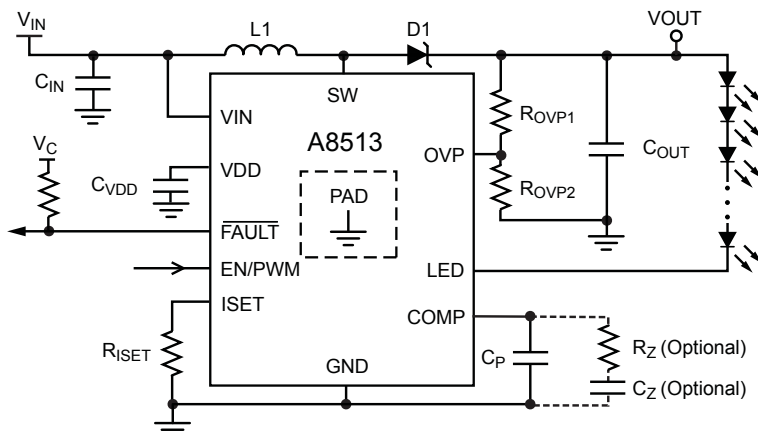 VIN
L1
D1
VOUT
CIN
SW
VIN
A8513
ROVP1
VC
VDD
OVP
COUT
CVDD
PAD
ROVP2
FAULT
EN/PWM
LED
ISET
COMP
RISET
GND
CP
RZ (Optional)
CZ (Optional)